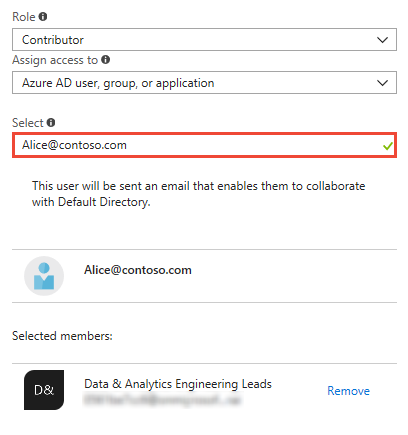 Role
Contributor
Assign access to
Azure AD user, group, or application
Select
Alice@contoso.com
This user will be sent an email that enables them to collaborate
with Default Directory.
Alice@contoso.com
Selected members:
D&
Data & Analytics Engineering Leads
Remove